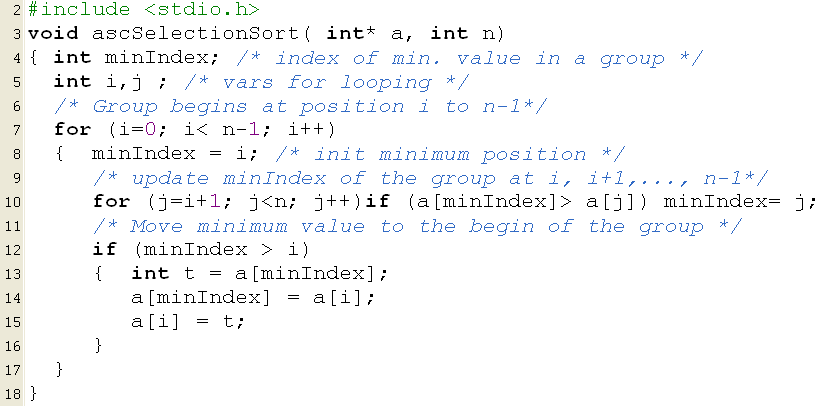 2 #include <stdio.h>
3 void ascSelectionSort( int* a, int n)
4 { int minIndex; /* index of min. value in a group */
5   int i,j ; /* vars for looping */
6   /* Group begins at position i to n-1*/
7   for (i=0; i< n-1; i++)
8   {  minIndex = i; /* init minimum position */
9      /* update minIndex of the group at i, i+1,..., n-1*/
10      for (j=i+1; j<n; j++)if (a[minIndex]> a[j]) minIndex= j;
11      /* Move minimum value to the begin of the group */
12      if (minIndex > i)
13      {  int t = a[minIndex];
14         a[minIndex] = a[i];
15         a[i] = t;
16      }
17   }
18 }